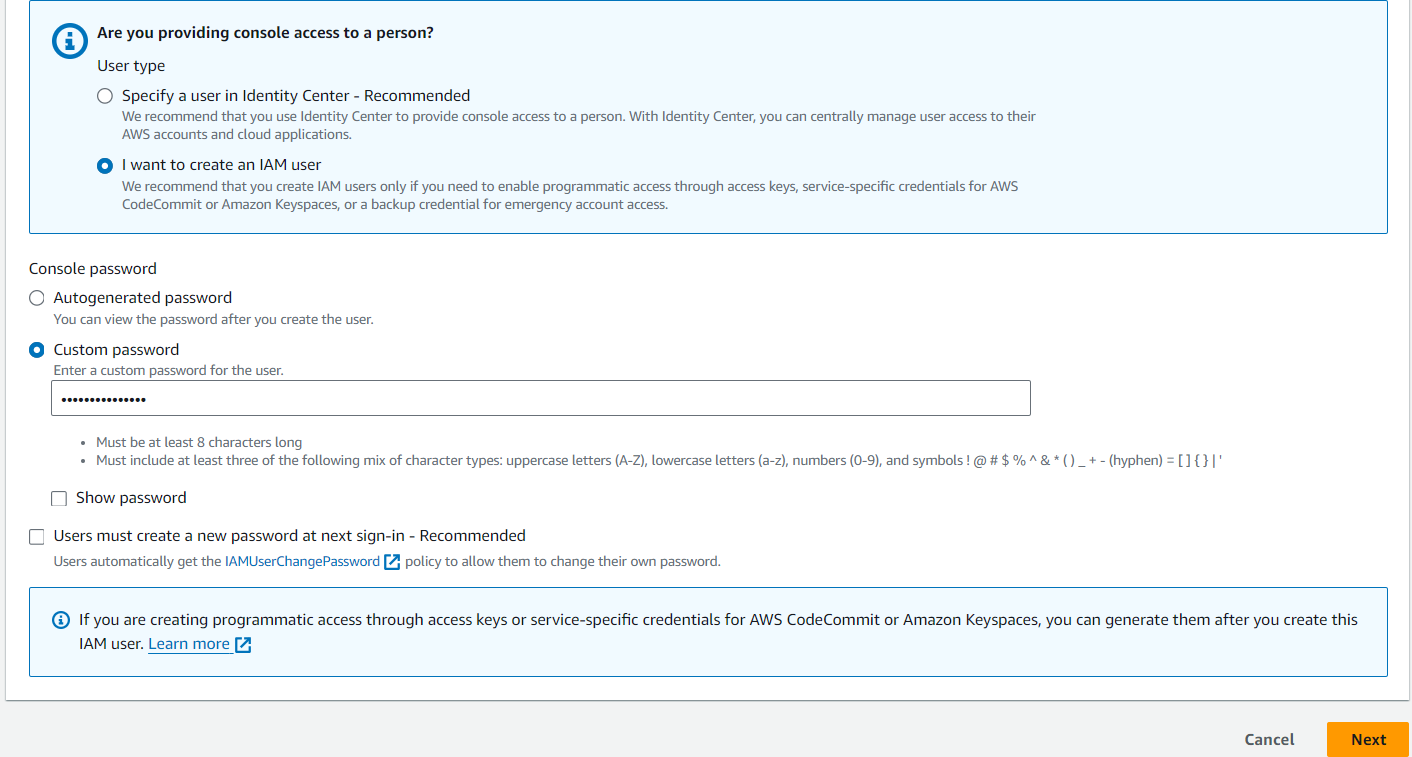 Are you providing console access to a person?
User type
Specify a user in Identity Center - Recommended
We recommend that you use Identity Center to provide console access to a person. With Identity Center, you can centrally manage user access to their
AWS accounts and cloud applications.
I want to create an IAM user
We recommend that you create IAM users only if you need to enable programmatic access through access keys, service-specific credentials for AWS
CodeCommit or Amazon Keyspaces, or a backup credential for emergency account access.
Console password
Autogenerated password
You can view the password after you create the user.
Custom password
Enter a custom password for the user.
•••••••••••••••
• Must be at least 8 characters long
• Must include at least three of the following mix of character types: uppercase letters (A-Z), lowercase letters (a-z), numbers (0-9), and symbols ! @ # $ % ^ & * ( ) _ + - (hyphen) = [ ] { } | '
Show password
Users must create a new password at next sign-in - Recommended
Users automatically get the IAMUserChangePassword policy to allow them to change their own password.
If you are creating programmatic access through access keys or service-specific credentials for AWS CodeCommit or Amazon Keyspaces, you can generate them after you create this
IAM user. Learn more
Cancel
Next